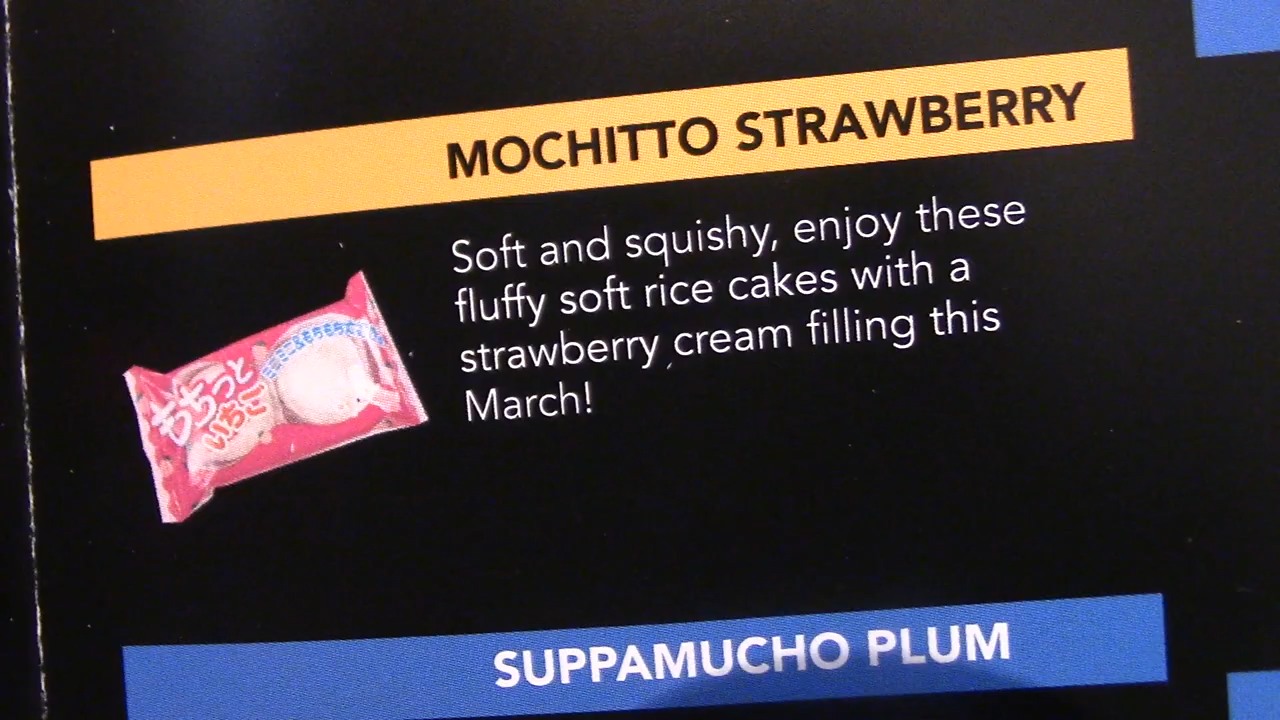 MOCHITTO STRAWBERRY
Soft and squishy, enjoy these
fluffy soft rice cakes with a
strawberry cream filling this
March!
もちっと
いちご
SUPPAMUCHO PLUM